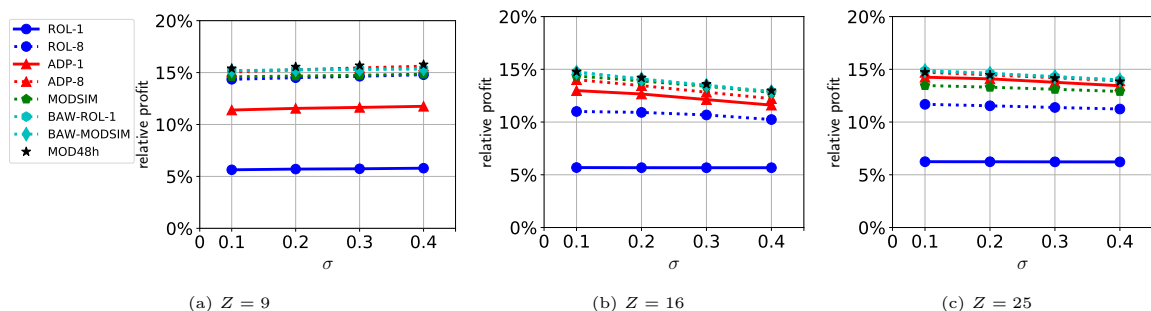 ROL-1
ROL-8
ADP-1
ADP-8
MODSIM
BAW-ROL-1
BAW-MODSIM
MOD48h
relative profit
20%
15%
10%
5%
0%
0 0.1 0.2 0.3 0.4
σ
(a) Z = 9
relative profit
20%
15%
10%
5%
0%
0 0.1 0.2 0.3 0.4
σ
(b) Z = 16
relative profit
20%
15%
10%
5%
0%
0 0.1 0.2 0.3 0.4
σ
(c) Z = 25